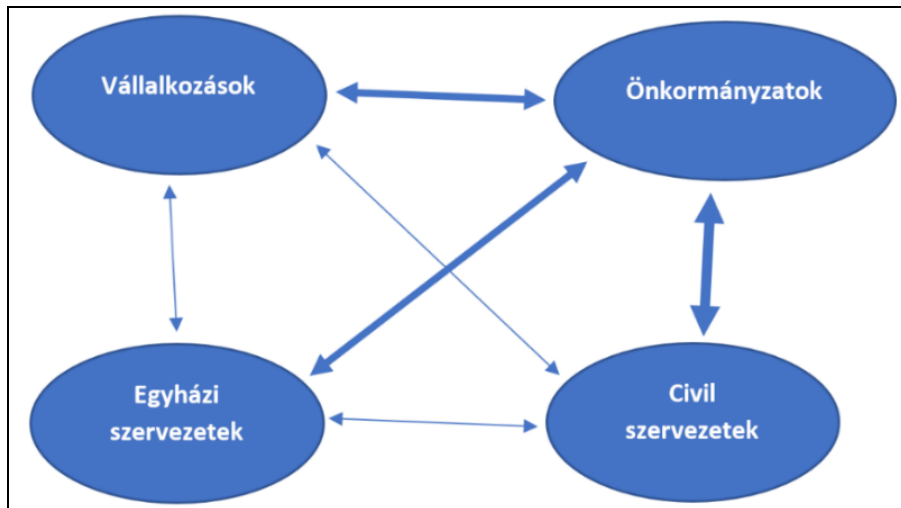 Vállalkozások
Önkormányzatok
Egyházi
szervezetek
Civil
szervezetek